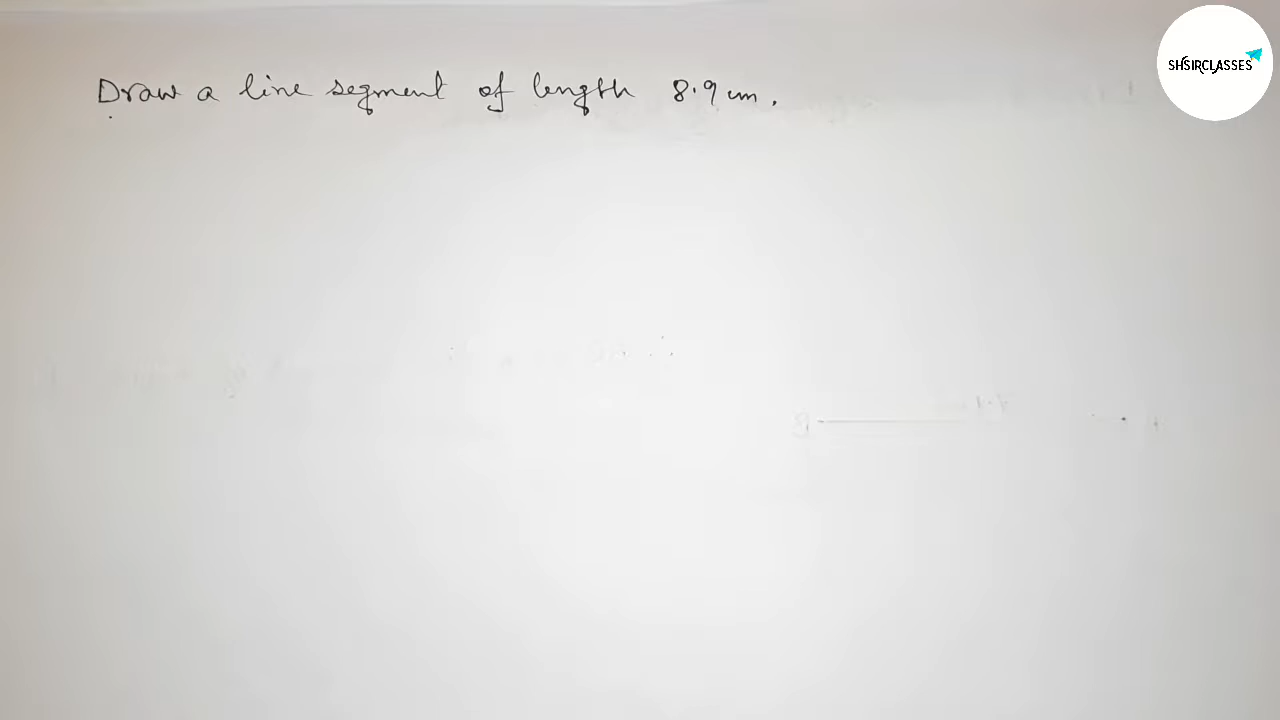 SHSIRCLASSES
Draw a line segment of length 8.9 cm.